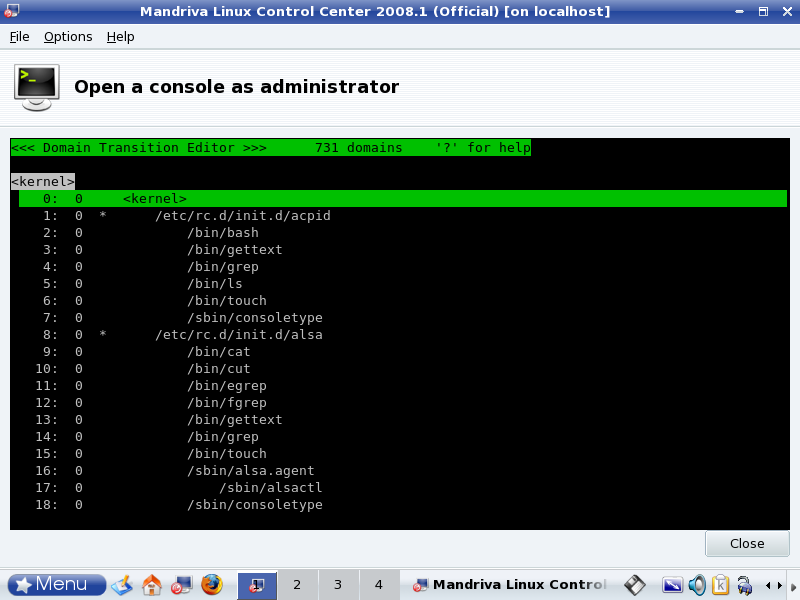 Mandriva Linux Control Center 2008.1 (Official) [on localhost]
File Options Help
>_
Open a console as administrator
<<< Domain Transition Editor >>>      731 domains    '?' for help
<kernel>
0: 0 <kernel>
1: 0 * /etc/rc.d/init.d/acpid
2: 0 /bin/bash
3: 0 /bin/gettext
4: 0 /bin/grep
5: 0 /bin/ls
6: 0 /bin/touch
7: 0 /sbin/consoletype
8: 0 * /etc/rc.d/init.d/alsa
9: 0 /bin/cat
10: 0 /bin/cut
11: 0 /bin/egrep
12: 0 /bin/fgrep
13: 0 /bin/gettext
14: 0 /bin/grep
15: 0 /bin/touch
16: 0 /sbin/alsa.agent
17: 0 /sbin/alsactl
18: 0 /sbin/consoletype
Close
Menu 1 2 3 4 Mandriva Linux Contro